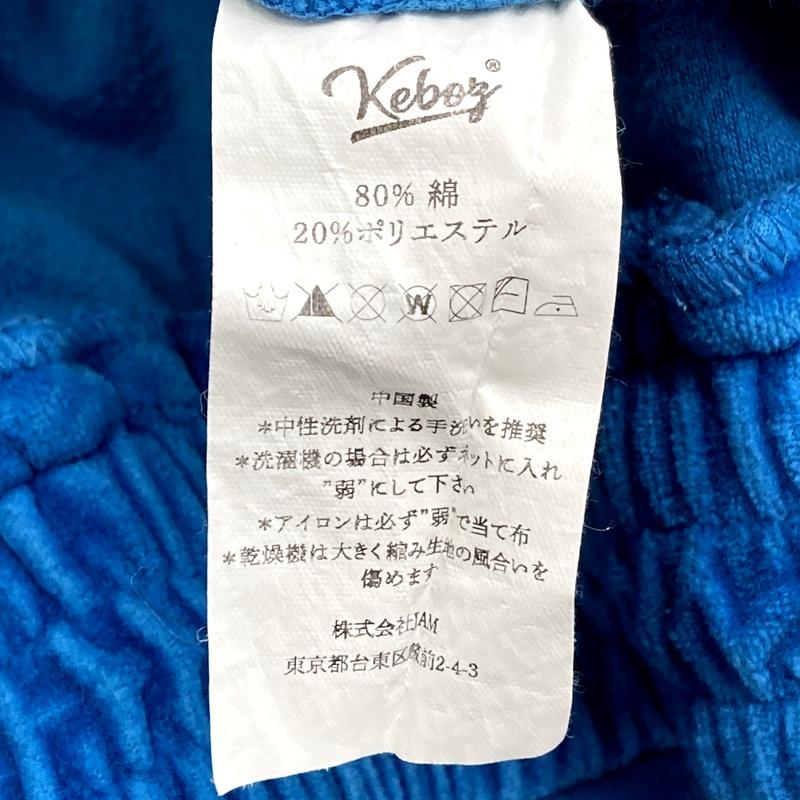 Keboz®
80% 綿
20%ポリエステル
W
中国製
*中性洗剤による手洗いを推奨
*洗濯機の場合は必ずネットに入れ
"弱"にして下さい
*アイロンは必ず"弱"で当て布
*乾燥機は大きく縮み生地の風合いを
傷めます
株式会社JAM
東京都台東区蔵前2-4-3